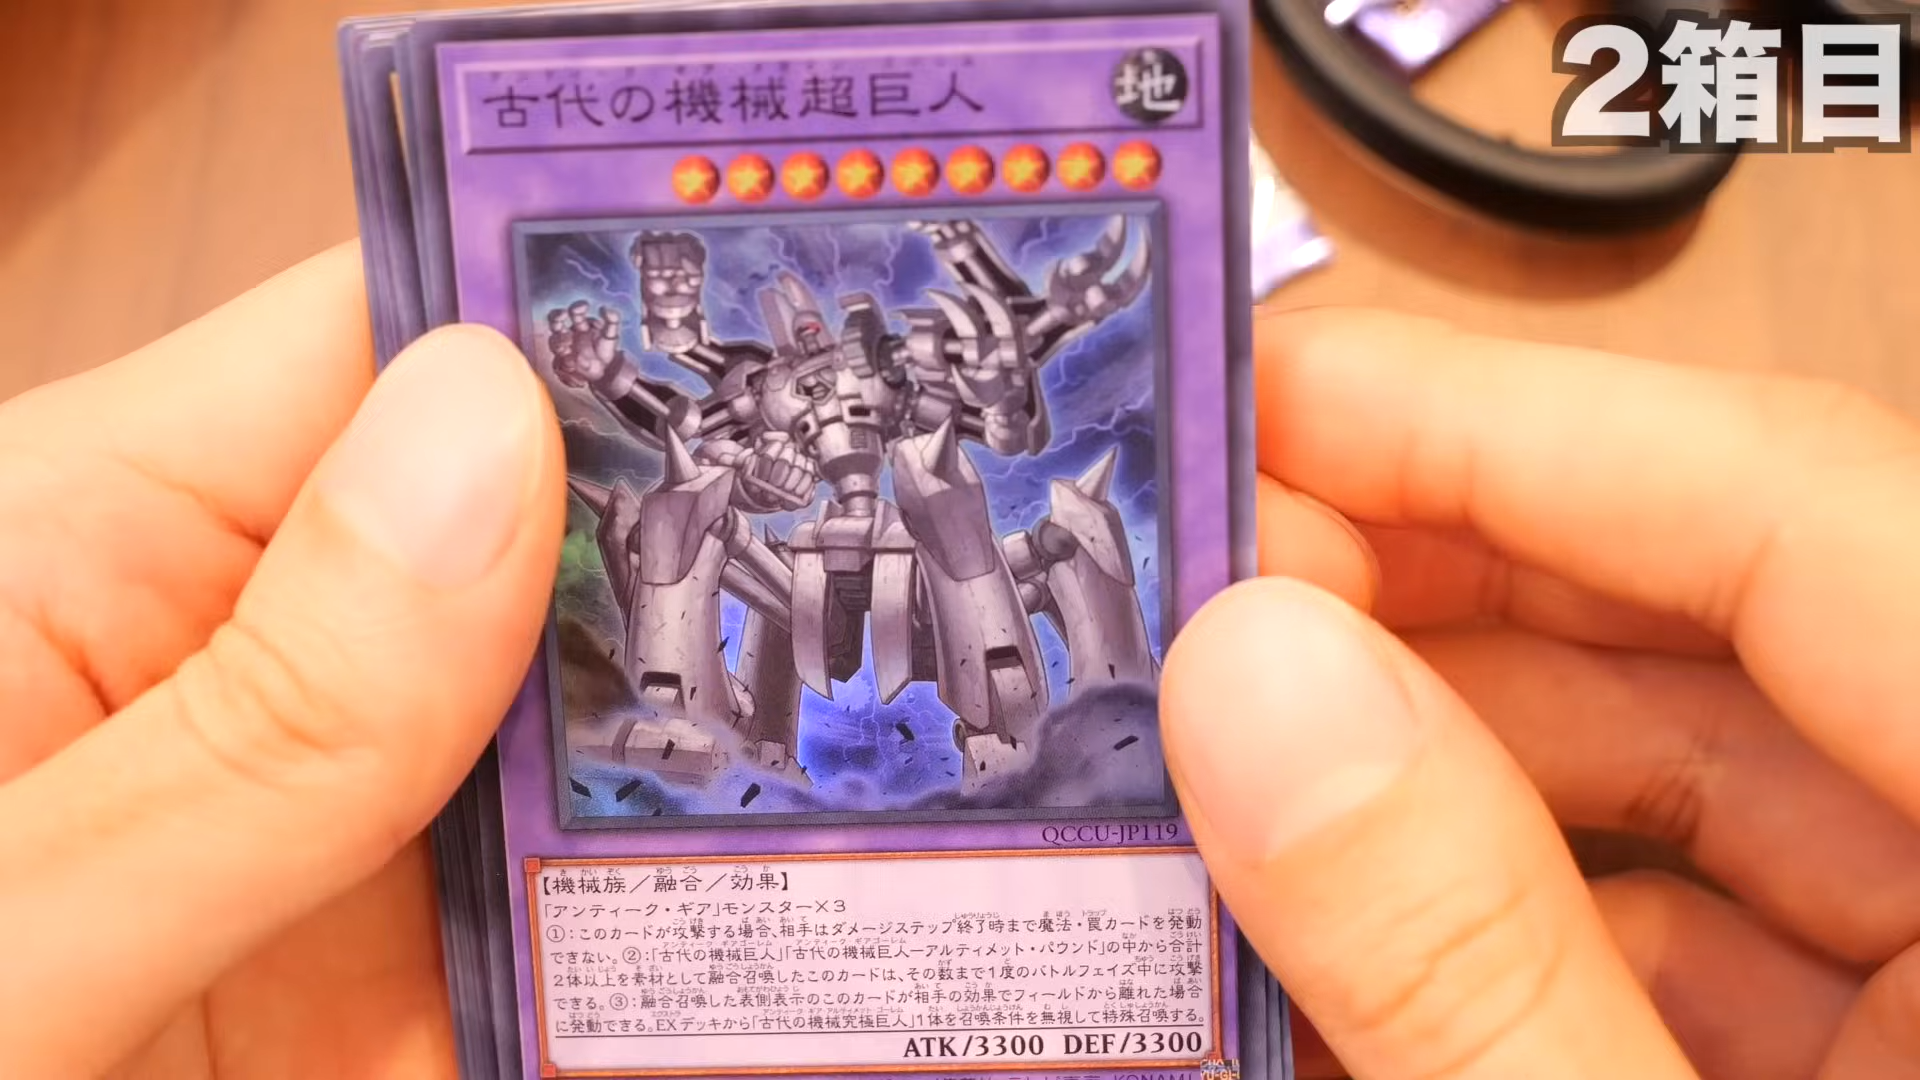 2箱目
古代の機械超巨人
地
QCCU-JP119
【機械族／融合／効果】
「アンティーク・ギア」モンスター×3
①：このカードが攻撃する場合、相手はダメージステップ終了時まで魔法・罠カードを発動
できない。②：「古代の機械巨人」「古代の機械巨人－アルティメット・パウンド」の中から合計
2体以上を素材として融合召喚したこのカードは、その数まで1度のバトルフェイズ中に攻撃
できる。③：融合召喚した表側表示のこのカードが相手の効果でフィールドから離れた場合
に発動できる。EXデッキから「古代の機械究極巨人」1体を召喚条件を無視して特殊召喚する。
ATK/3300 DEF/3300